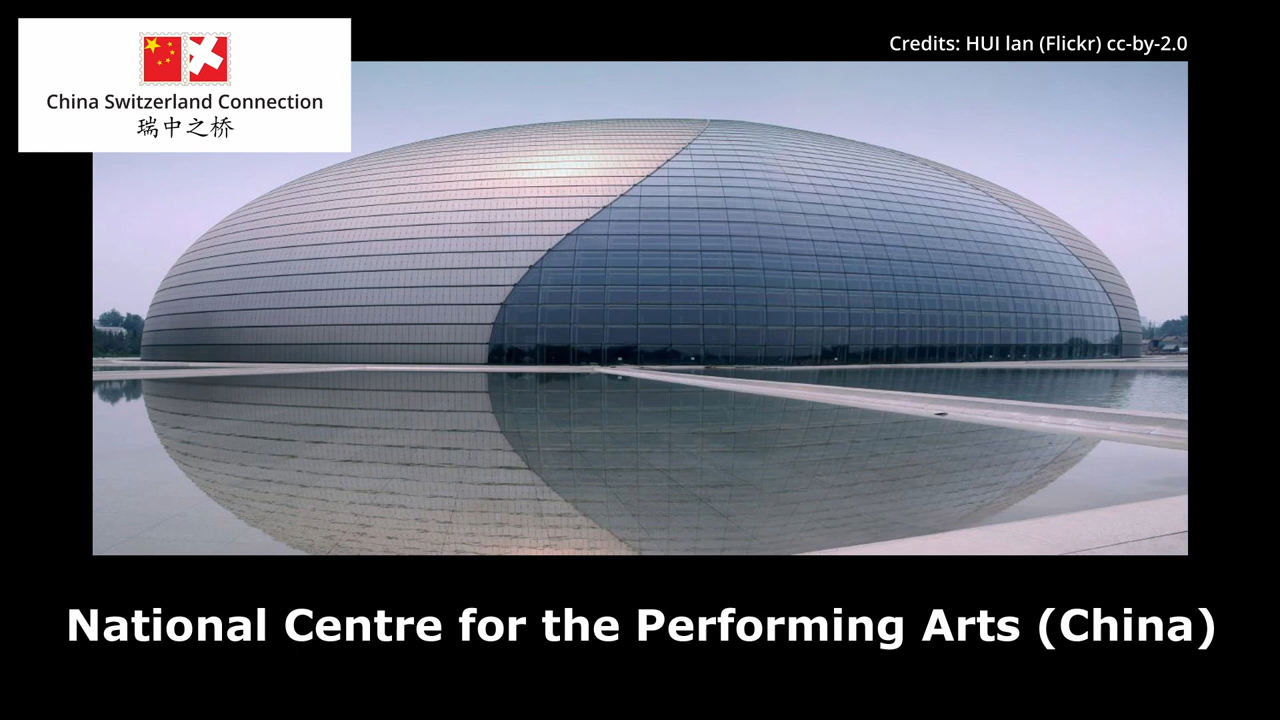 China Switzerland Connection
瑞中之桥
Credits: HUI lan (Flickr) cc-by-2.0
National Centre for the Performing Arts (China)